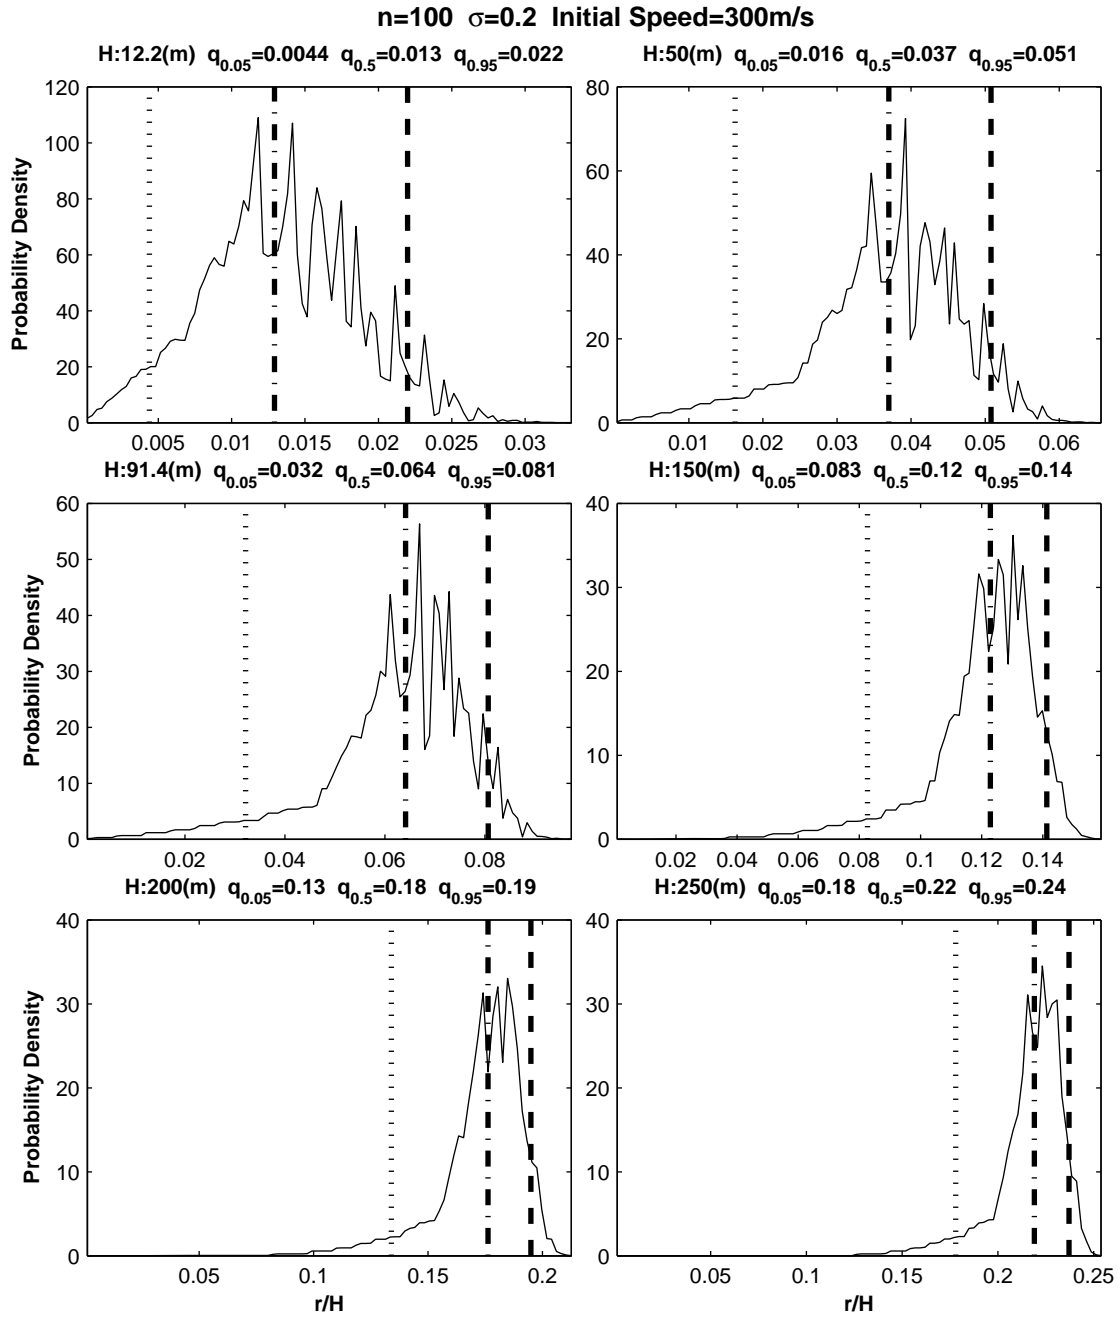 n=100 σ=0.2 Initial Speed=300m/s
H:12.2(m) q0.05=0.0044 q0.5=0.013 q0.95=0.022
H:50(m) q0.05=0.016 q0.5=0.037 q0.95=0.051
120
100
80
60
40
20
0
Probability Density
0.005 0.01 0.015 0.02 0.025 0.03
80
60
40
20
0
0.01 0.02 0.03 0.04 0.05 0.06
H:91.4(m) q0.05=0.032 q0.5=0.064 q0.95=0.081
H:150(m) q0.05=0.083 q0.5=0.12 q0.95=0.14
60
50
40
30
20
10
0
Probability Density
0.02 0.04 0.06 0.08
40
30
20
10
0
0.02 0.04 0.06 0.08 0.1 0.12 0.14
H:200(m) q0.05=0.13 q0.5=0.18 q0.95=0.19
H:250(m) q0.05=0.18 q0.5=0.22 q0.95=0.24
40
30
20
10
0
Probability Density
0.05 0.1 0.15 0.2
r/H
40
30
20
10
0
0.05 0.1 0.15 0.2 0.25
r/H